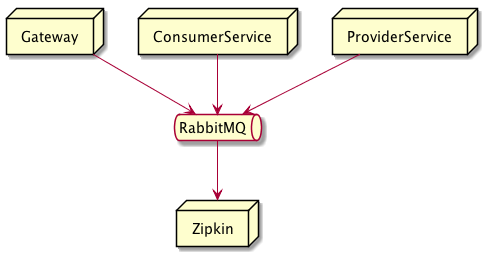 Gateway
ConsumerService
ProviderService
RabbitMQ
Zipkin